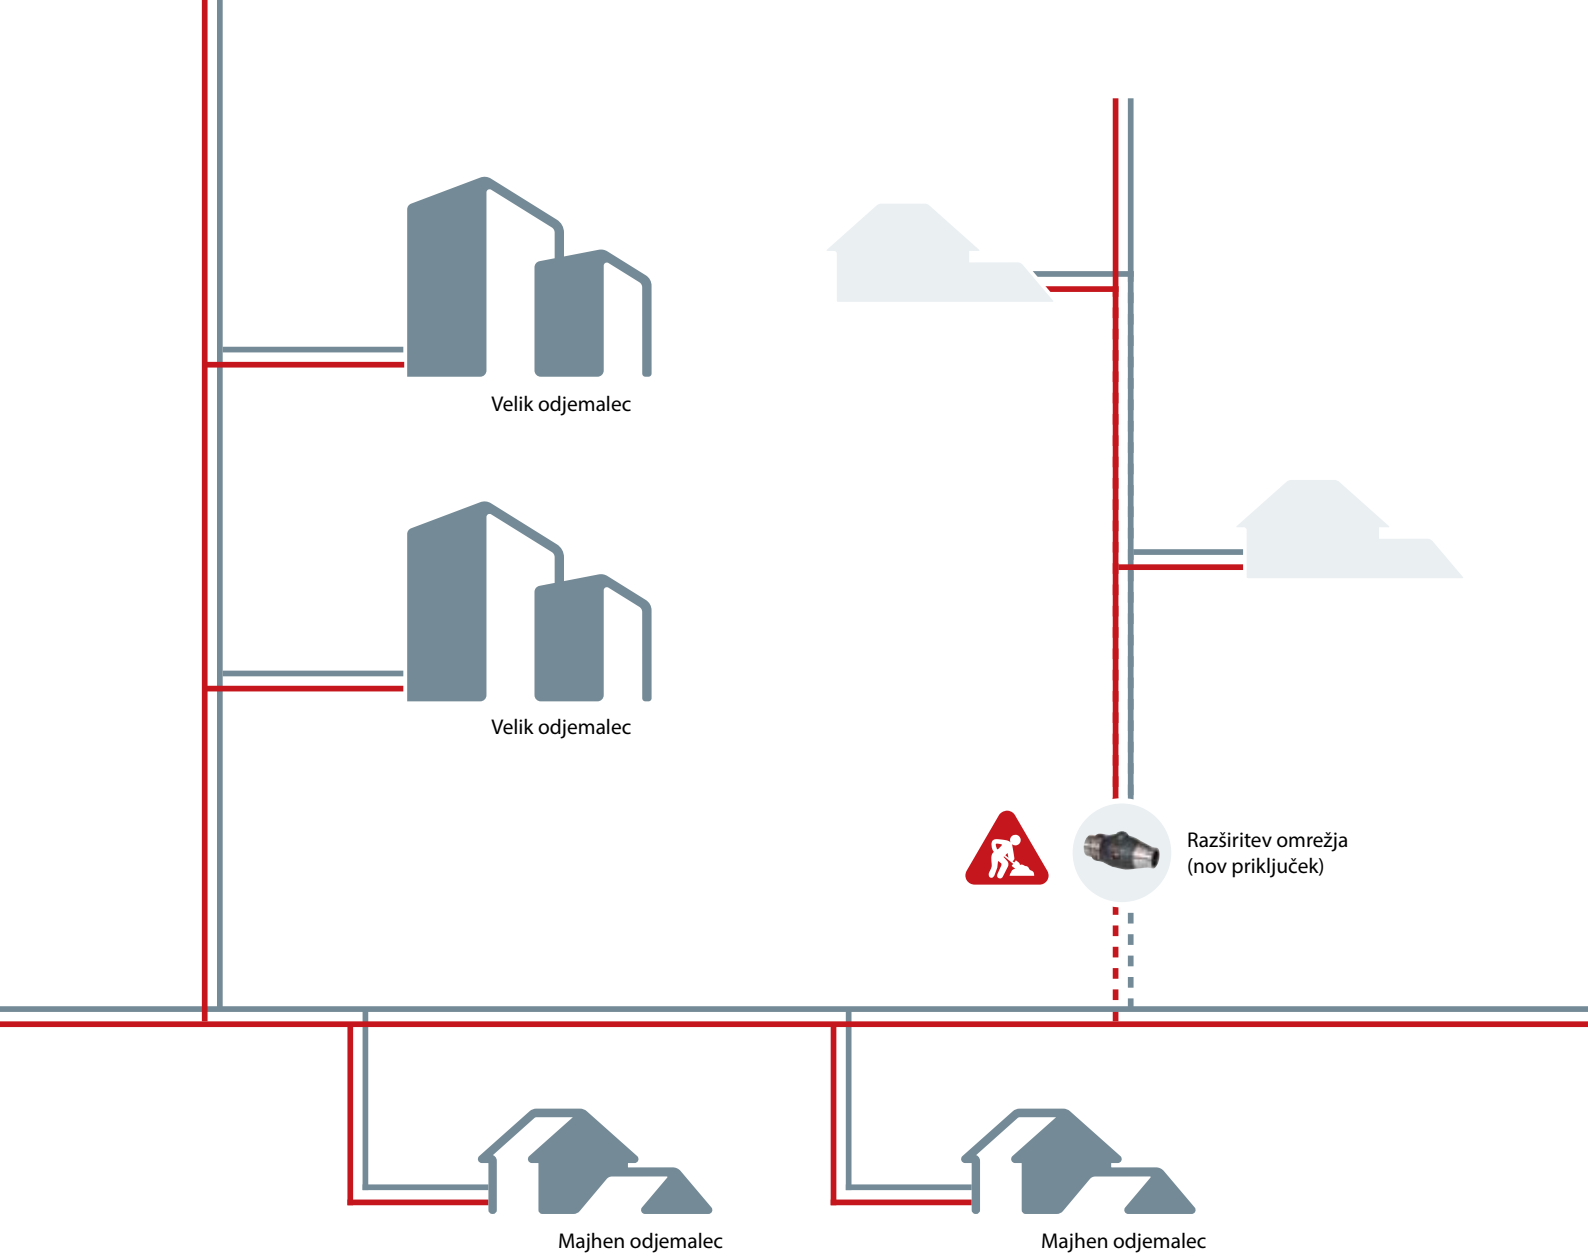 Velik odjemalec
Velik odjemalec
Razširitev omrežja
(nov priključek)
Majhen odjemalec
Majhen odjemalec